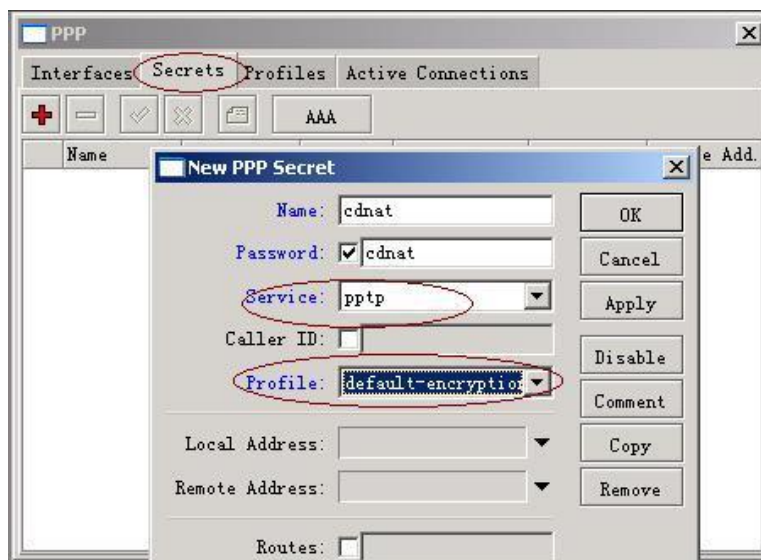 PPP
Interfaces Secrets Profiles Active Connections
AAA
Name e Add.
New PPP Secret
Name: cdnat OK
Password: cdnat Cancel
Service: pptp Apply
Caller ID:
Disable
Profile: default-encryption
Comment
Local Address: Copy
Remote Address: Remove
Routes: